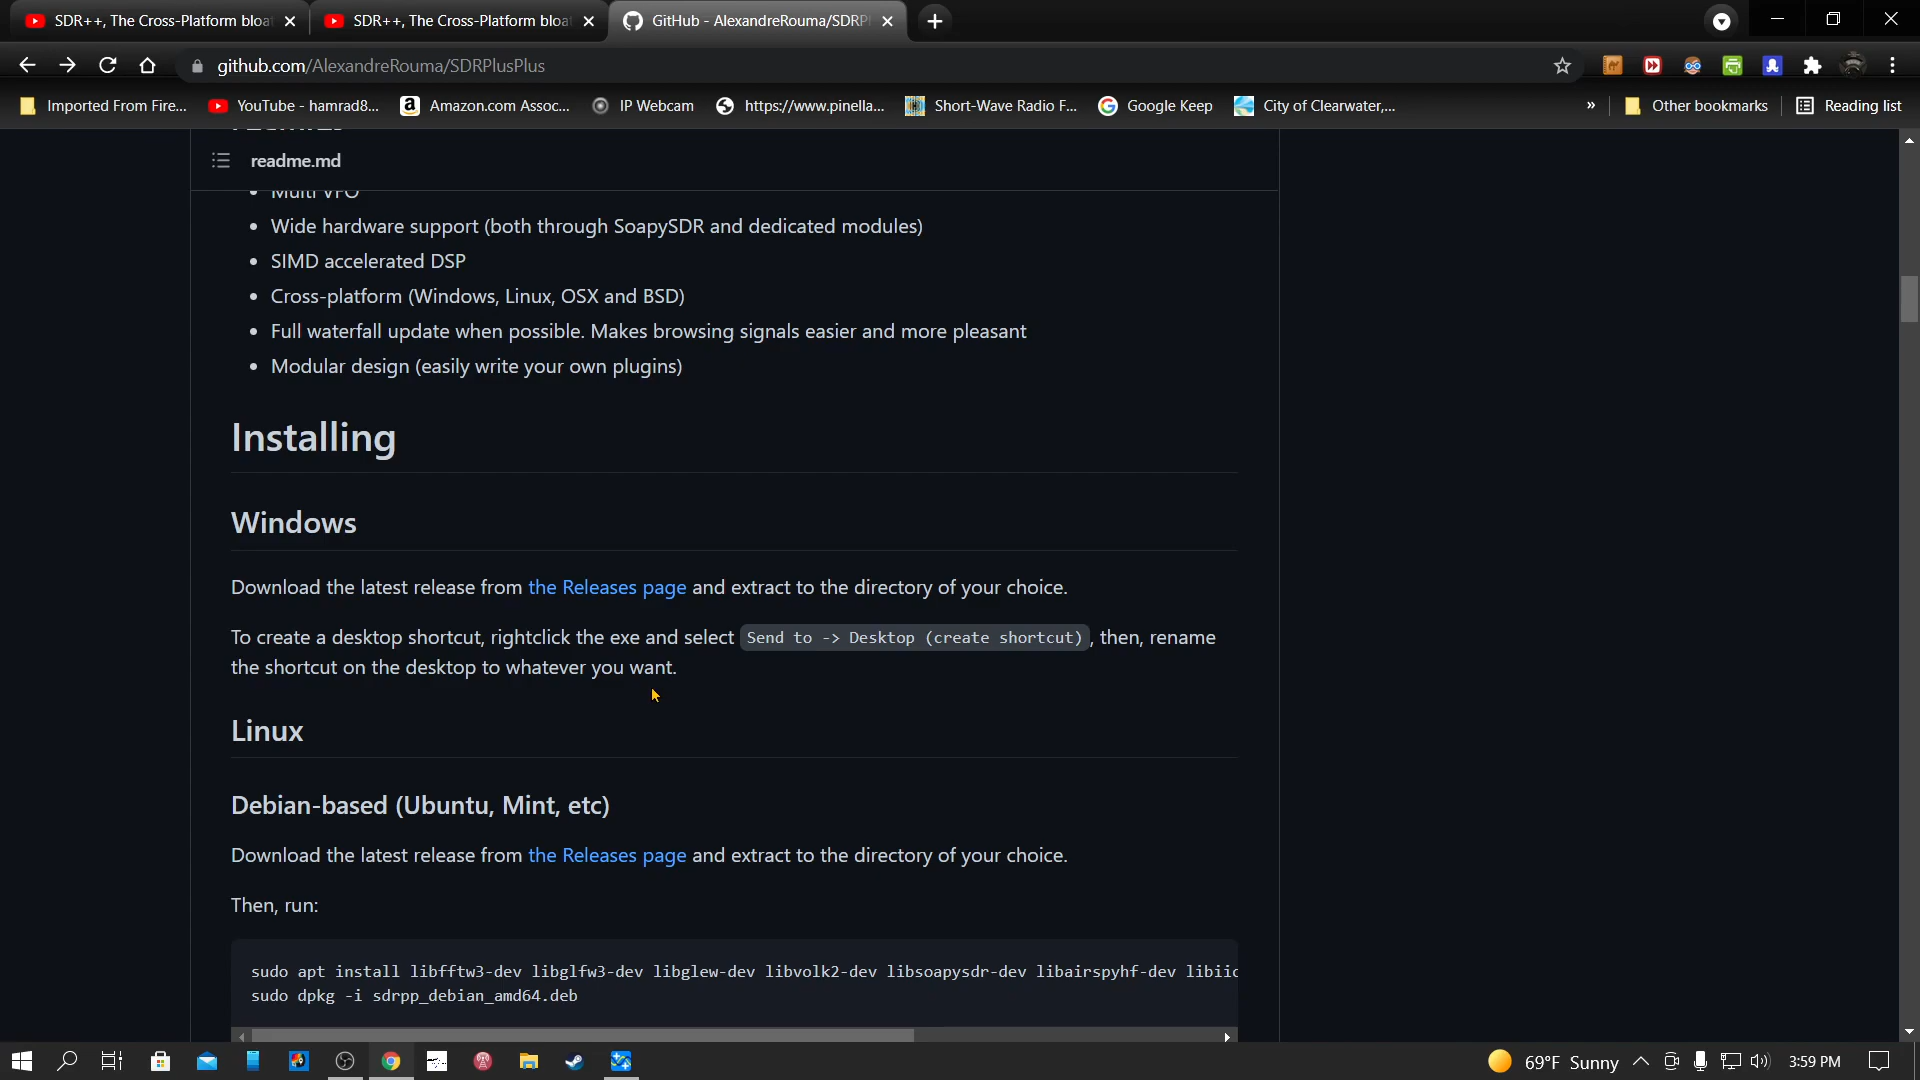 SDR++, The Cross-Platform bloa
SDR++, The Cross-Platform bloa
GitHub - AlexandreRouma/SDRP
github.com/AlexandreRouma/SDRPlusPlus
Imported From Fire...
YouTube - hamrad8...
Amazon.com Assoc...
IP Webcam
https://www.pinella...
Short-Wave Radio F...
Google Keep
City of Clearwater,...
»
Other bookmarks
Reading list
readme.md
Multi VFO
Wide hardware support (both through SoapySDR and dedicated modules)
SIMD accelerated DSP
Cross-platform (Windows, Linux, OSX and BSD)
Full waterfall update when possible. Makes browsing signals easier and more pleasant
Modular design (easily write your own plugins)
Installing
Windows
Download the latest release from the Releases page and extract to the directory of your choice.
To create a desktop shortcut, rightclick the exe and select Send to -> Desktop (create shortcut), then, rename
the shortcut on the desktop to whatever you want.
Linux
Debian-based (Ubuntu, Mint, etc)
Download the latest release from the Releases page and extract to the directory of your choice.
Then, run:
sudo apt install libfftw3-dev libglfw3-dev libglew-dev libvolk2-dev libsoapysdr-dev libairspyhf-dev libiic
sudo dpkg -i sdrpp_debian_amd64.deb
69°F Sunny
3:59 PM